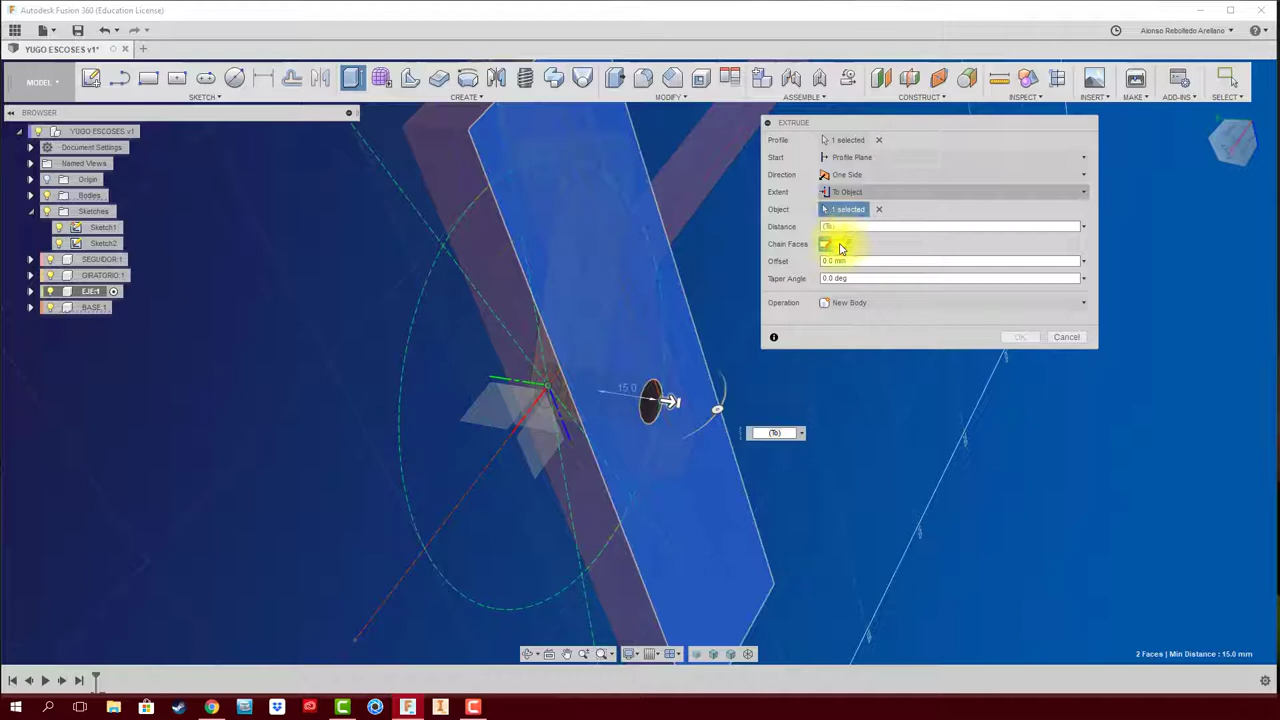 Autodesk Fusion 360 (Education License)
Alonso Rebolledo Arellano
YUGO ESCOSES v1*
MODEL
SKETCH
CREATE
MODIFY
ASSEMBLE
CONSTRUCT
INSPECT
INSERT
MAKE
ADD-INS
SELECT
BROWSER
YUGO ESCOSES v1
Document Settings
Named Views
Origin
Bodies
Sketches
Sketch1
Sketch2
SEGUIDOR:1
GIRATORIO:1
EJE:1
BASE:1
EXTRUDE
Profile 1 selected
Start Profile Plane
Direction One Side
Extent To Object
Object 1 selected
Distance (To)
Chain Faces
Offset 0.0 mm
Taper Angle 0.0 deg
Operation New Body
OK Cancel
15.0
(To)
2 Faces | Min Distance : 15.0 mm